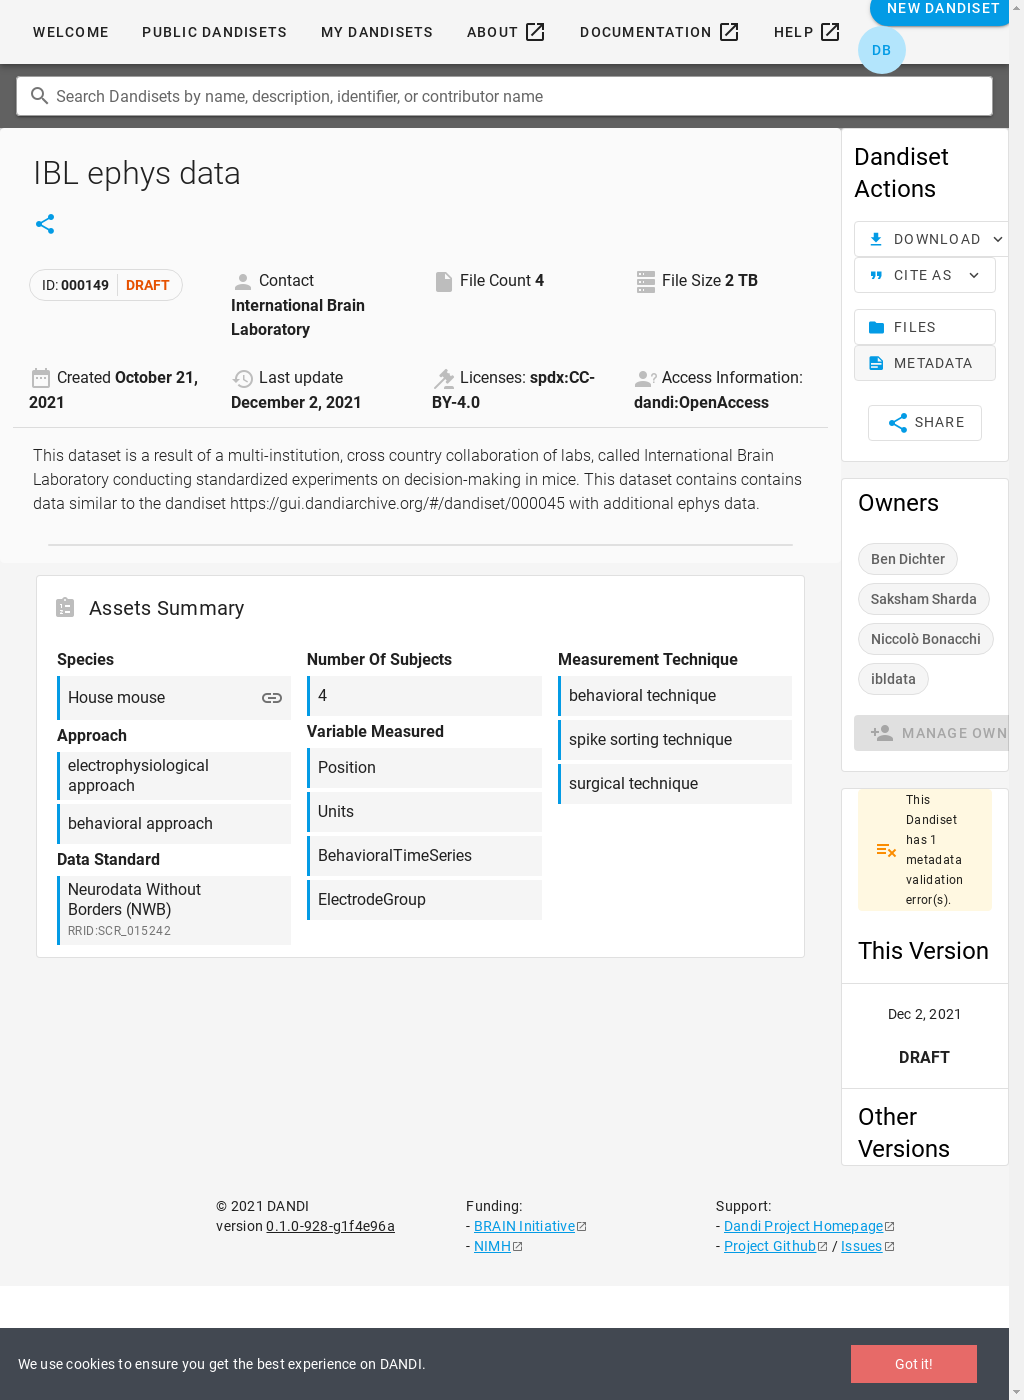 NEW DANDISET
WELCOME
PUBLIC DANDISETS
MY DANDISETS
ABOUT
DOCUMENTATION
HELP
DB
Search Dandisets by name, description, identifier, or contributor name
IBL ephys data
ID: 000149 DRAFT
Contact
International Brain
Laboratory
File Count 4
File Size 2 TB
Created October 21,
2021
Last update
December 2, 2021
Licenses: spdx:CC-
BY-4.0
Access Information:
dandi:OpenAccess
This dataset is a result of a multi-institution, cross country collaboration of labs, called International Brain
Laboratory conducting standardized experiments on decision-making in mice. This dataset contains contains
data similar to the dandiset https://gui.dandiarchive.org/#/dandiset/000045 with additional ephys data.
Assets Summary
Species
House mouse
Approach
electrophysiological
approach
behavioral approach
Data Standard
Neurodata Without
Borders (NWB)
RRID:SCR_015242
Number Of Subjects
4
Variable Measured
Position
Units
BehavioralTimeSeries
ElectrodeGroup
Measurement Technique
behavioral technique
spike sorting technique
surgical technique
Dandiset
Actions
DOWNLOAD
CITE AS
FILES
METADATA
SHARE
Owners
Ben Dichter
Saksham Sharda
Niccolò Bonacchi
ibldata
MANAGE OWN
This
Dandiset
has 1
metadata
validation
error(s).
This Version
Dec 2, 2021
DRAFT
Other
Versions
© 2021 DANDI
version 0.1.0-928-g1f4e96a
Funding:
- BRAIN Initiative
- NIMH
Support:
- Dandi Project Homepage
- Project Github / Issues
We use cookies to ensure you get the best experience on DANDI.
Got it!